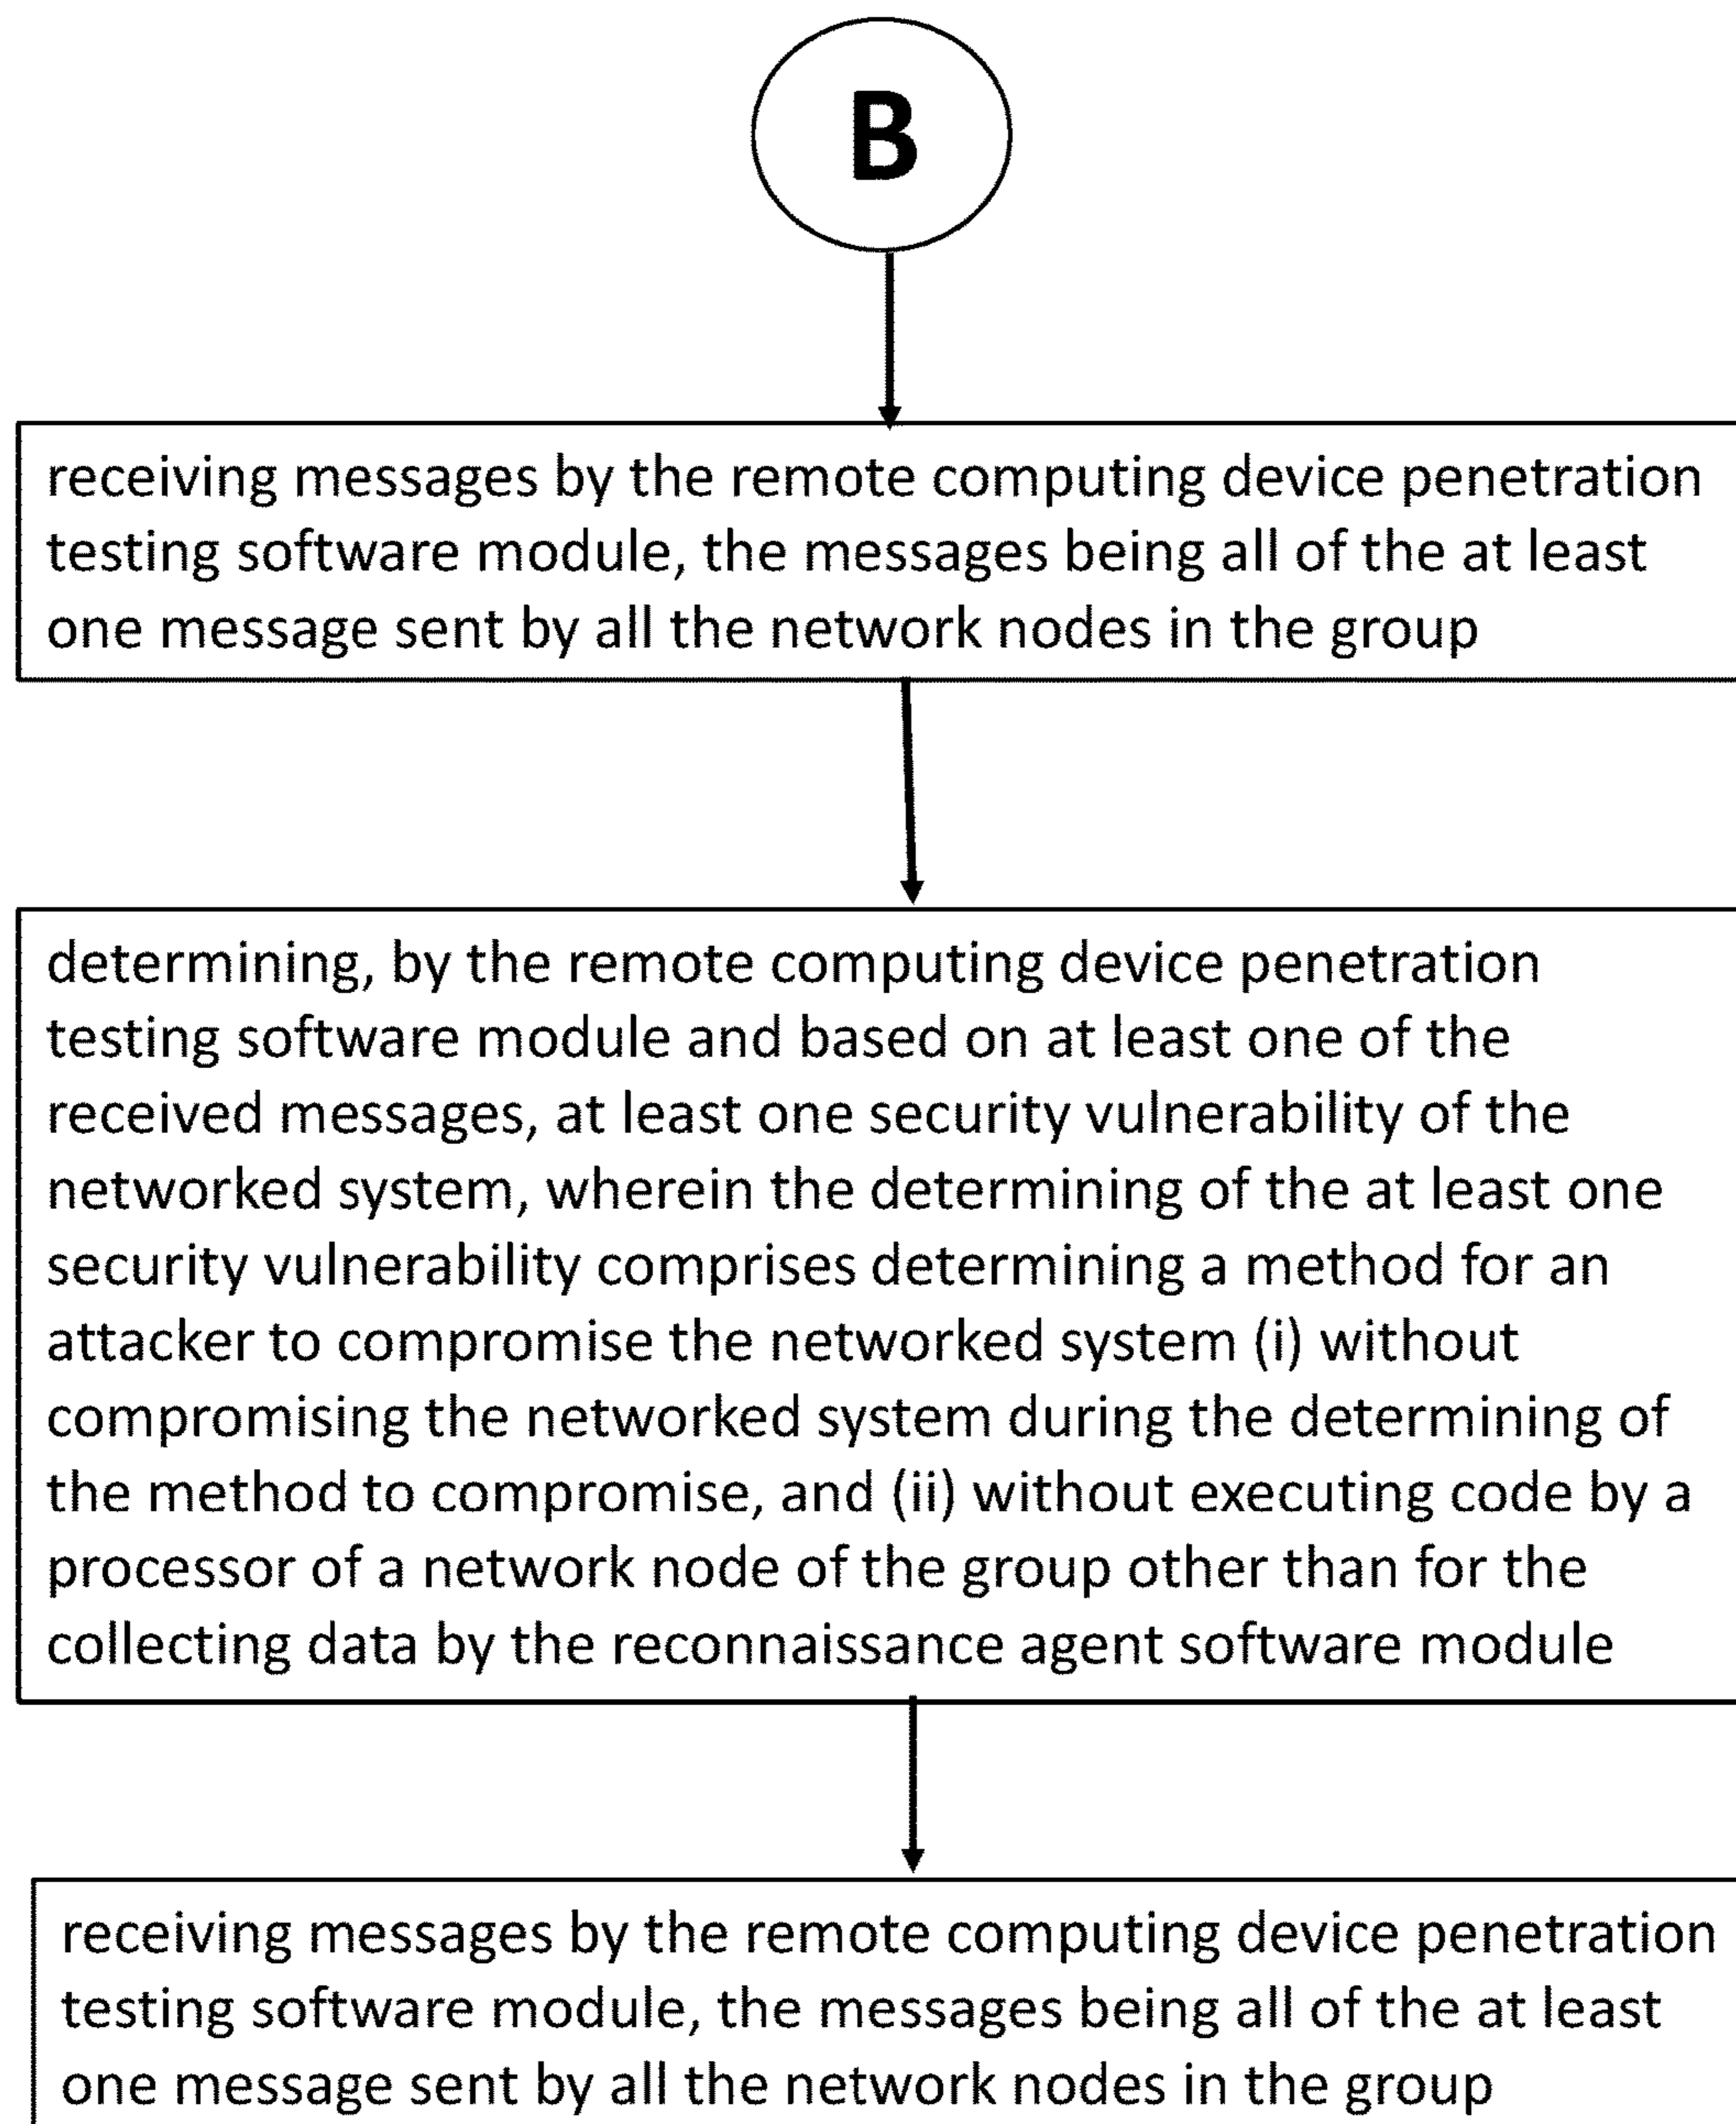 B
receiving messages by the remote computing device penetration
testing software module, the messages being all of the at least
one message sent by all the network nodes in the group
determining, by the remote computing device penetration
testing software module and based on at least one of the
received messages, at least one security vulnerability of the
networked system, wherein the determining of the at least one
security vulnerability comprises determining a method for an
attacker to compromise the networked system (i) without
compromising the networked system during the determining of
the method to compromise, and (ii) without executing code by a
processor of a network node of the group other than for the
collecting data by the reconnaissance agent software module
receiving messages by the remote computing device penetration
testing software module, the messages being all of the at least
one message sent by all the network nodes in the group